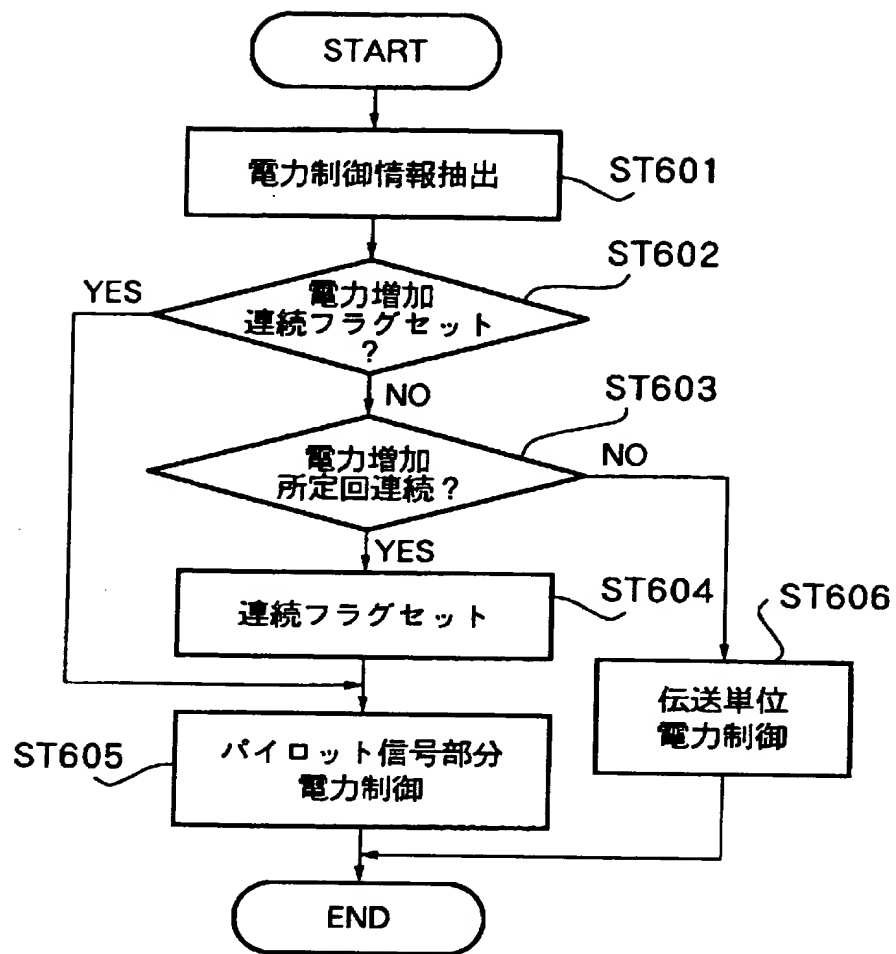 START
電力制御情報抽出
ST601
ST602
YES
電力増加
連続フラグセット
?
NO
ST603
電力増加
所定回連続?
NO
YES
連続フラグセット
ST604
ST606
伝送単位
電力制御
ST605
パイロット信号部分
電力制御
END